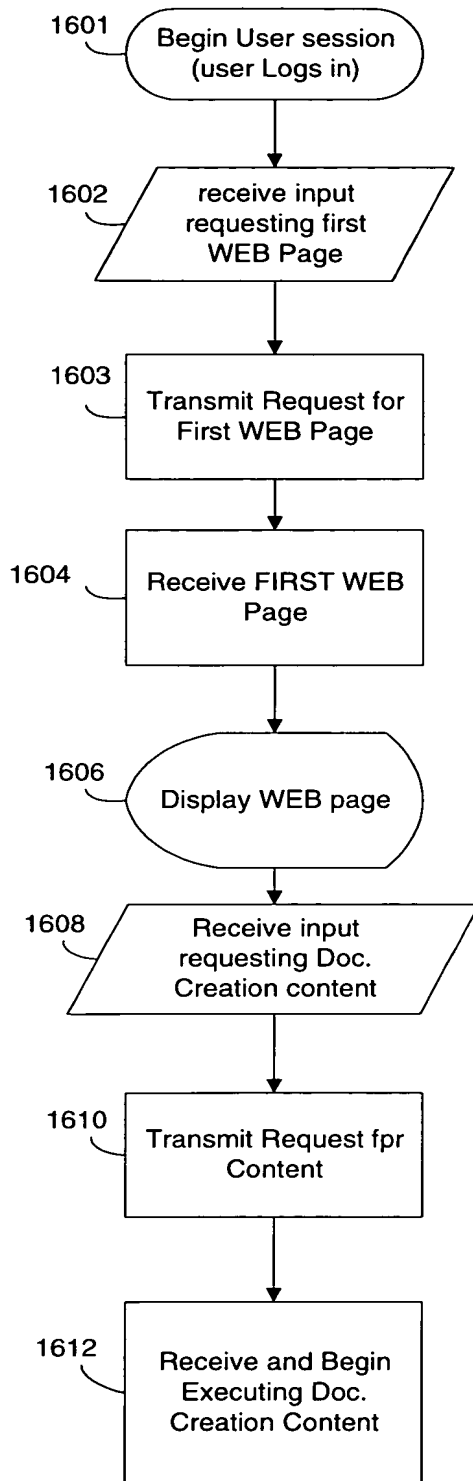 1601
Begin User session
(user Logs in)
1602
receive input
requesting first
WEB Page
1603
Transmit Request for
First WEB Page
1604
Receive FIRST WEB
Page
1606
Display WEB page
1608
Receive input
requesting Doc.
Creation content
1610
Transmit Request fpr
Content
1612
Receive and Begin
Executing Doc.
Creation Content